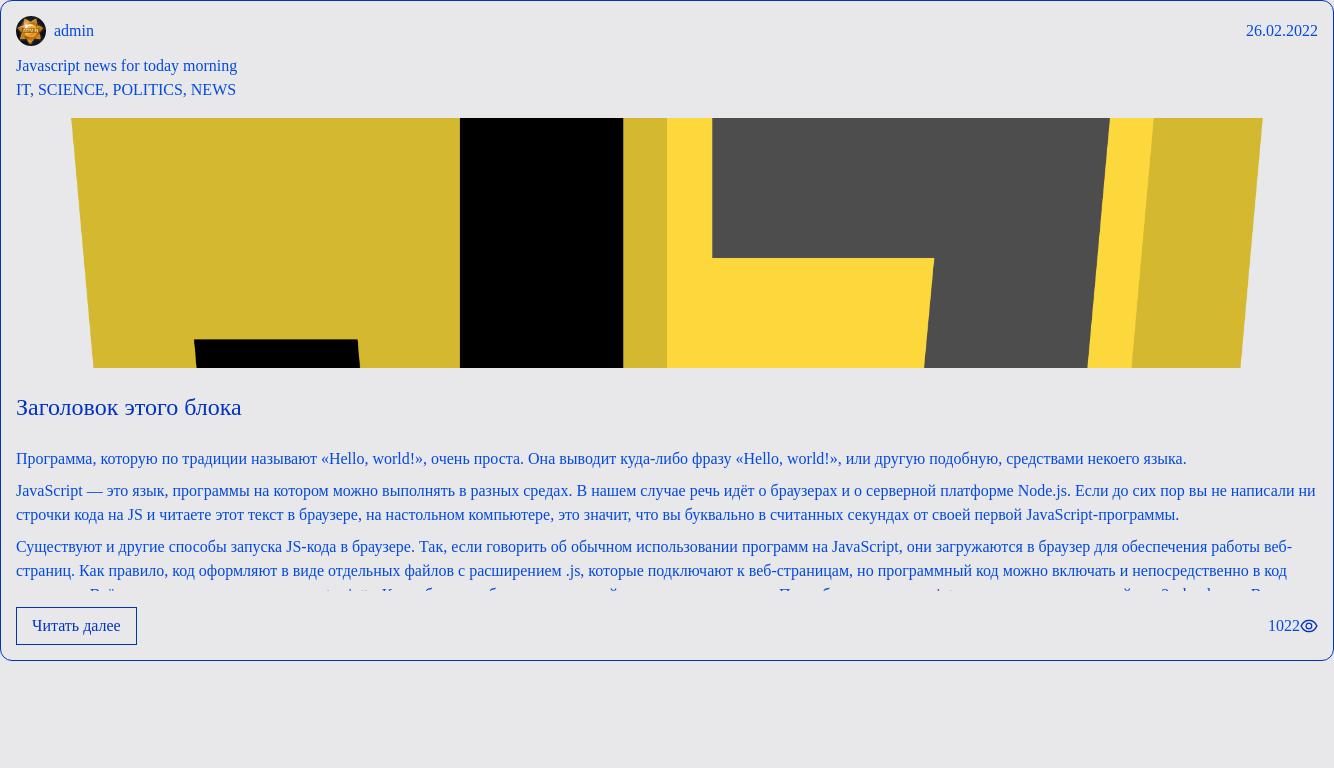 admin
26.02.2022
Javascript news for today morning
IT, SCIENCE, POLITICS, NEWS
Заголовок этого блока
Программа, которую по традиции называют «Hello, world!», очень проста. Она выводит куда-либо фразу «Hello, world!», или другую подобную, средствами некоего языка.
JavaScript — это язык, программы на котором можно выполнять в разных средах. В нашем случае речь идёт о браузерах и о серверной платформе Node.js. Если до сих пор вы не написали ни
строчки кода на JS и читаете этот текст в браузере, на настольном компьютере, это значит, что вы буквально в считанных секундах от своей первой JavaScript-программы.
Существуют и другие способы запуска JS-кода в браузере. Так, если говорить об обычном использовании программ на JavaScript, они загружаются в браузер для обеспечения работы веб-
страниц. Как правило, код оформляют в виде отдельных файлов с расширением .js, которые подключают к веб-страницам, но программный код можно включать и непосредственно в код
Читать далее
1022